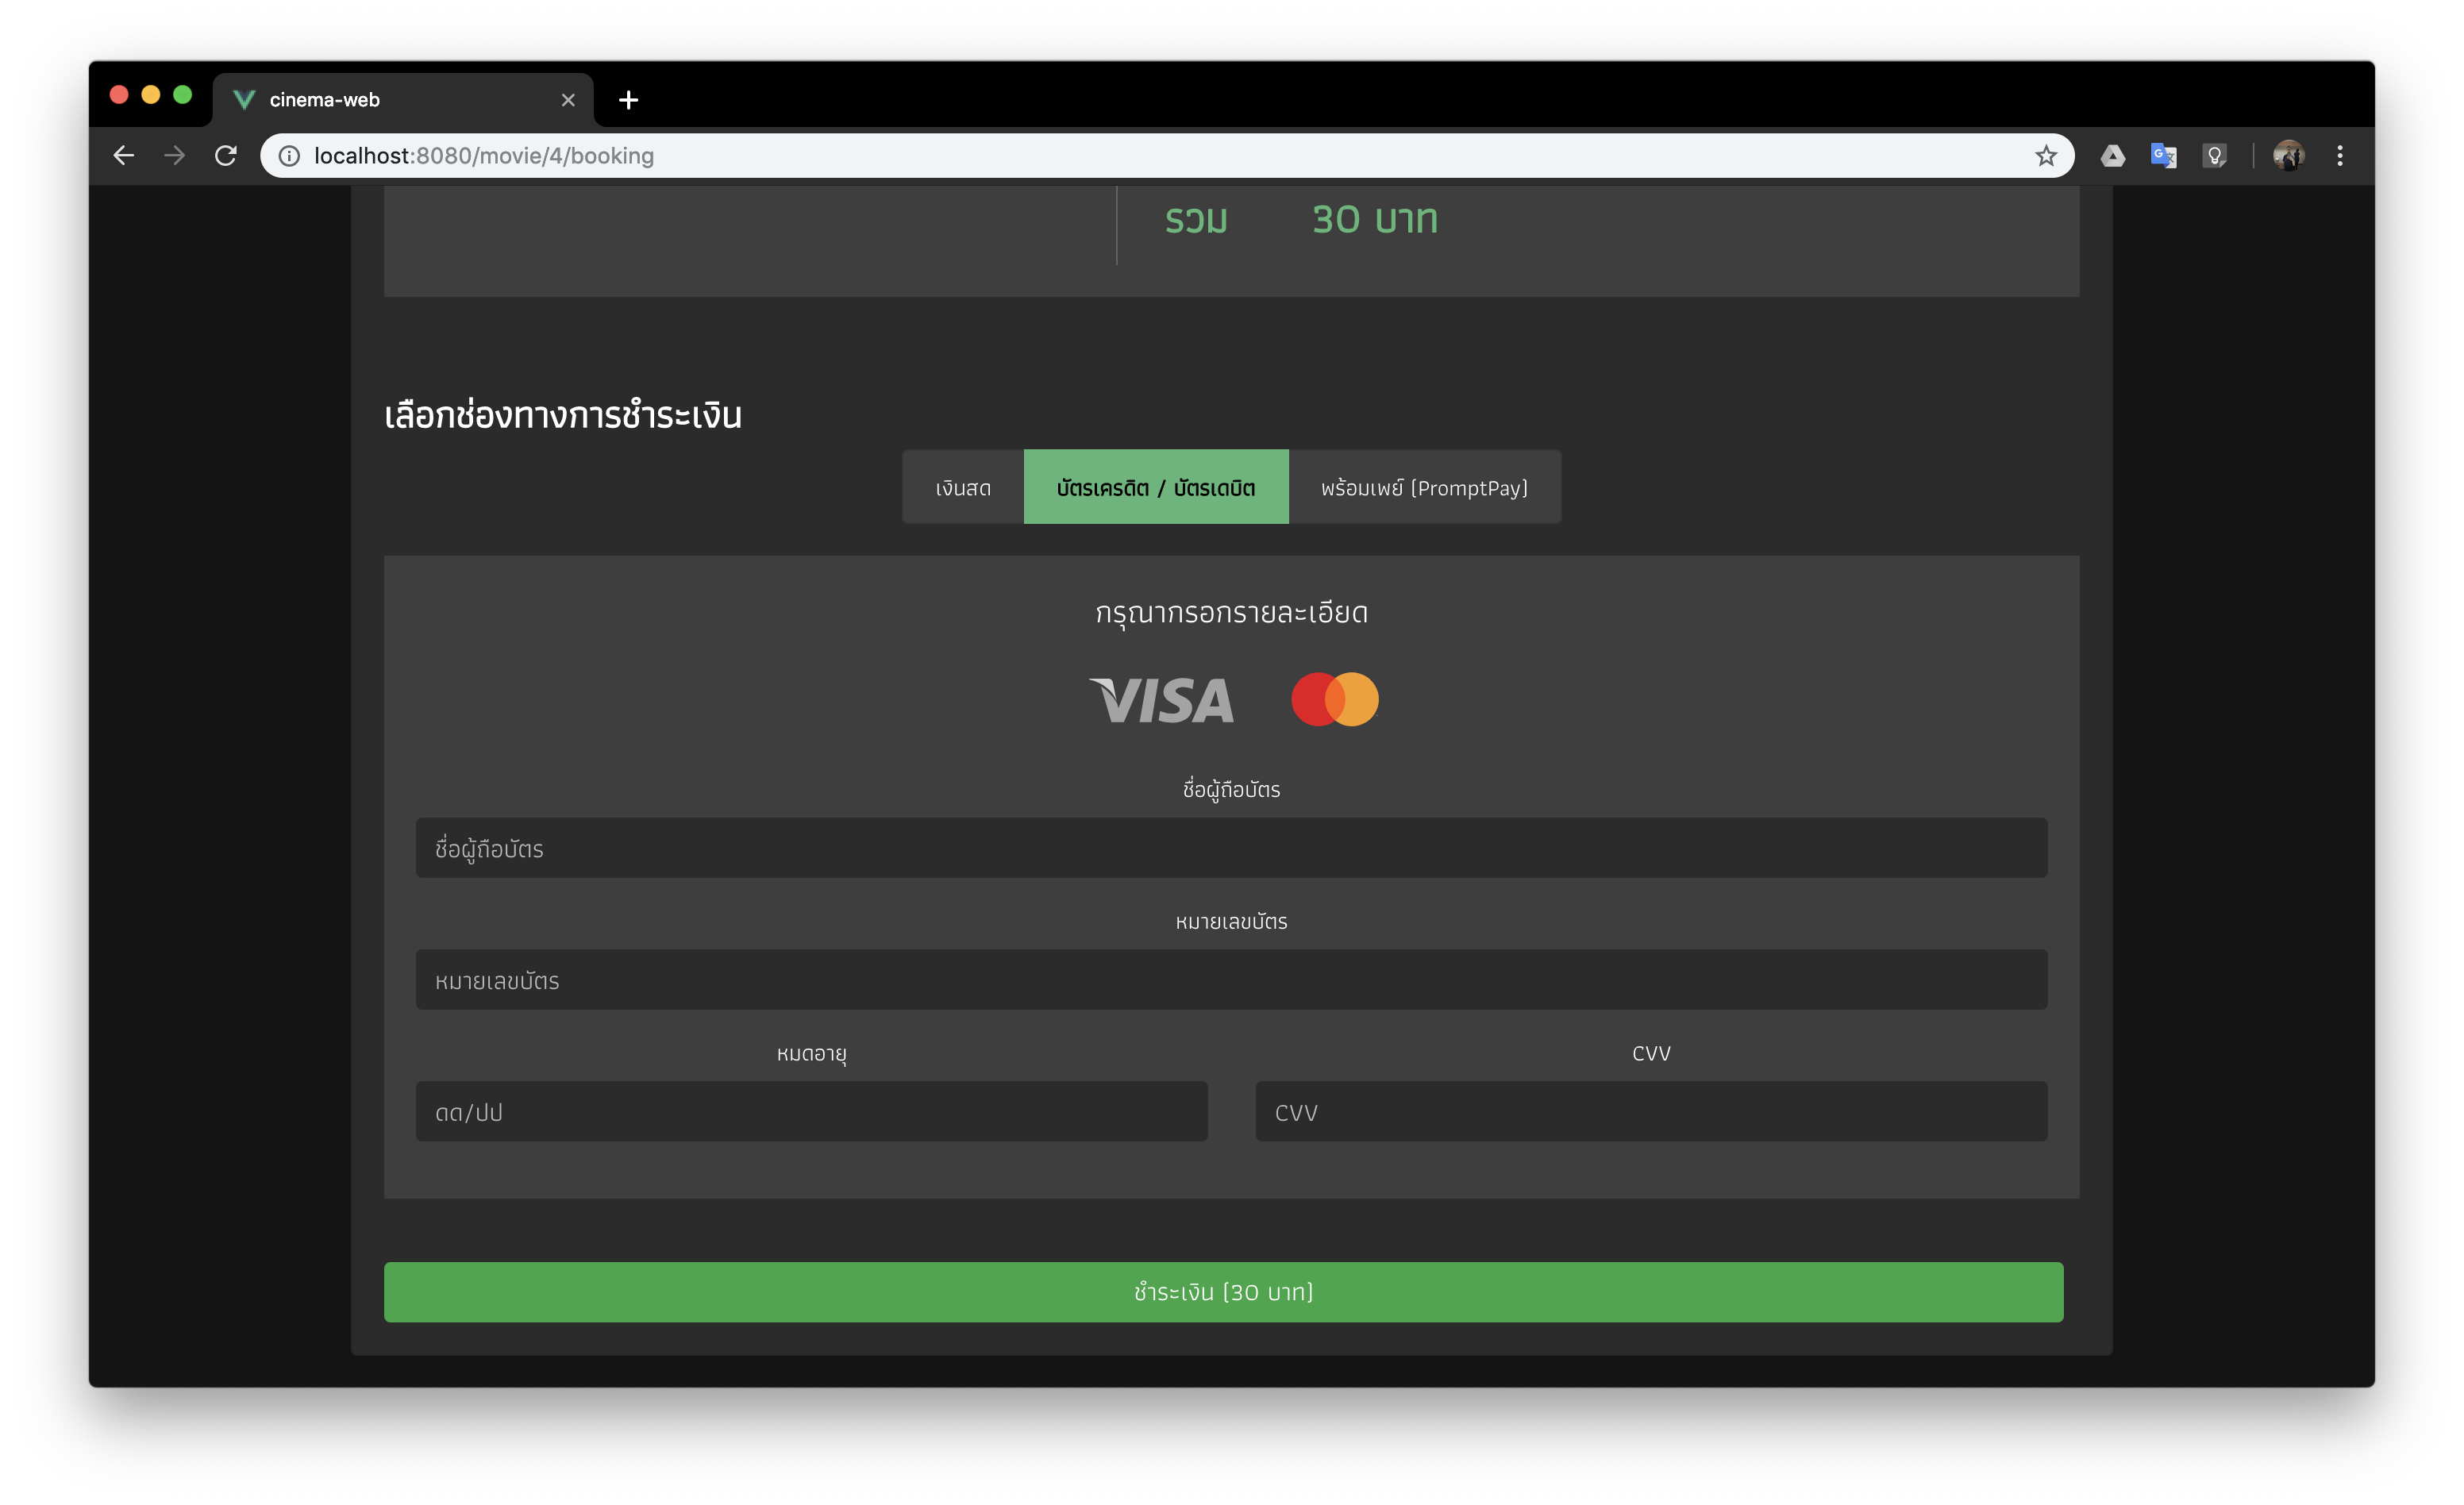 cinema-web
localhost:8080/movie/4/booking
รวม 30 บาท
เลือกช่องทางการชำระเงิน
เงินสด บัตรเครดิต / บัตรเดบิต พร้อมเพย์ (PromptPay)
กรุณากรอกรายละเอียด
VISA
ชื่อผู้ถือบัตร
ชื่อผู้ถือบัตร
หมายเลขบัตร
หมายเลขบัตร
หมดอายุ CVV
ดด/ปป CVV
ชำระเงิน (30 บาท)